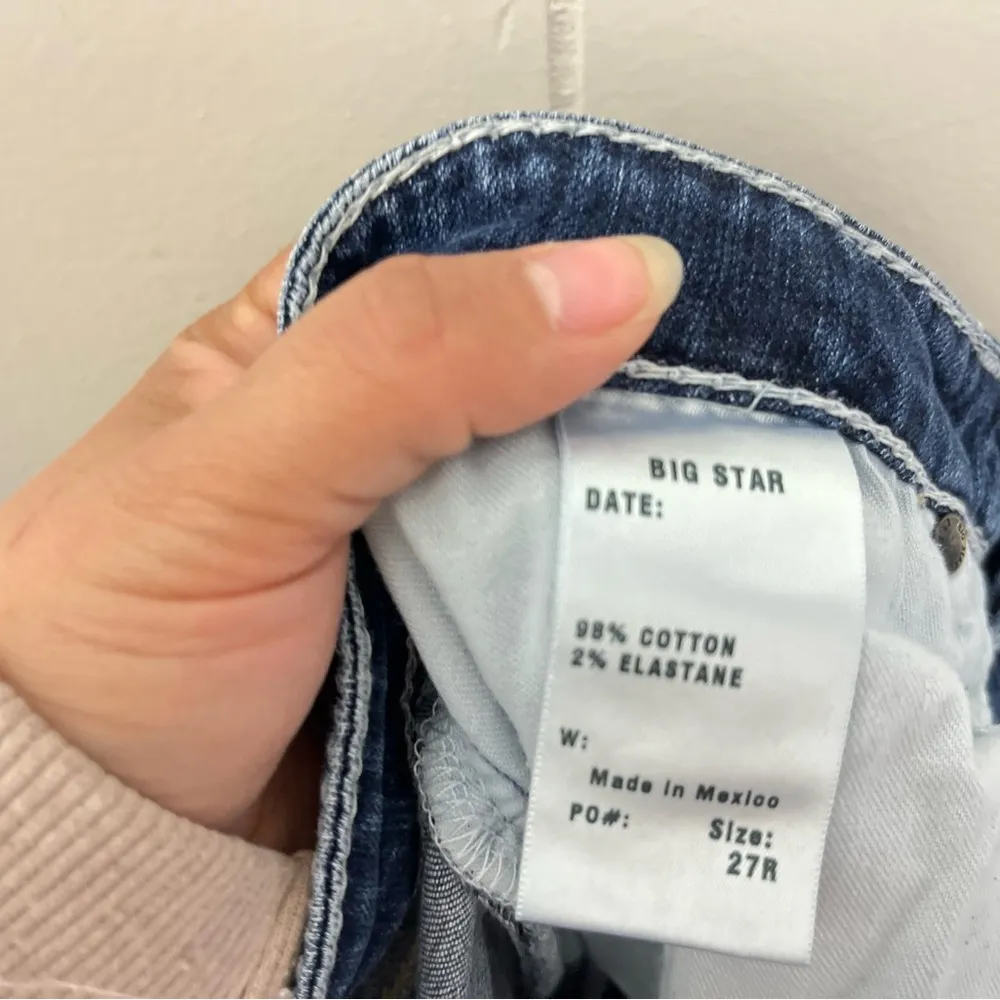 BIG STAR
DATE:
98% COTTON
2% ELASTANE
W:
Made in Mexico
PO#:
Size:
27R